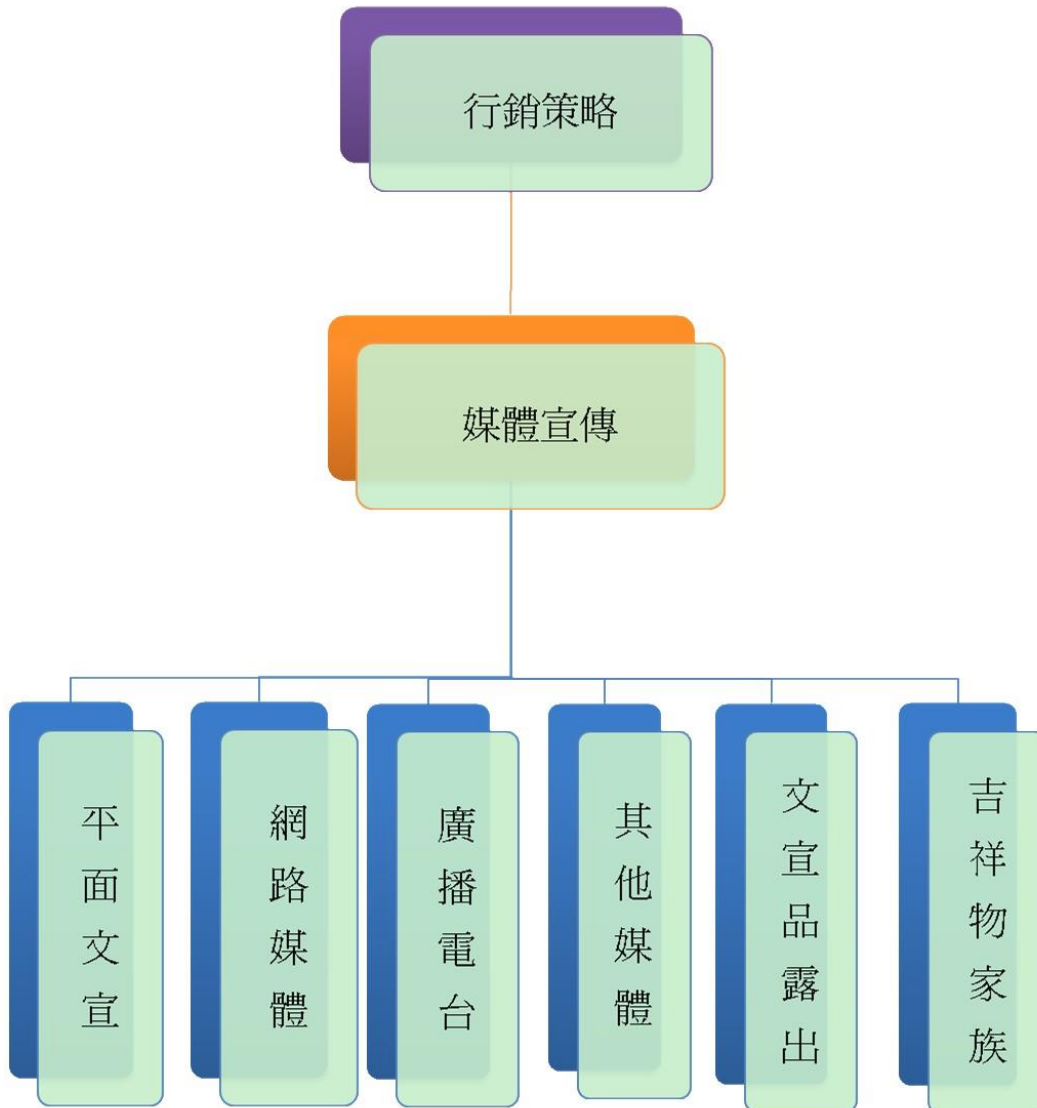 行銷策略
媒體宣傳
平面文宣
網路媒體
廣播電台
其他媒體
文宣品露出
吉祥物家族